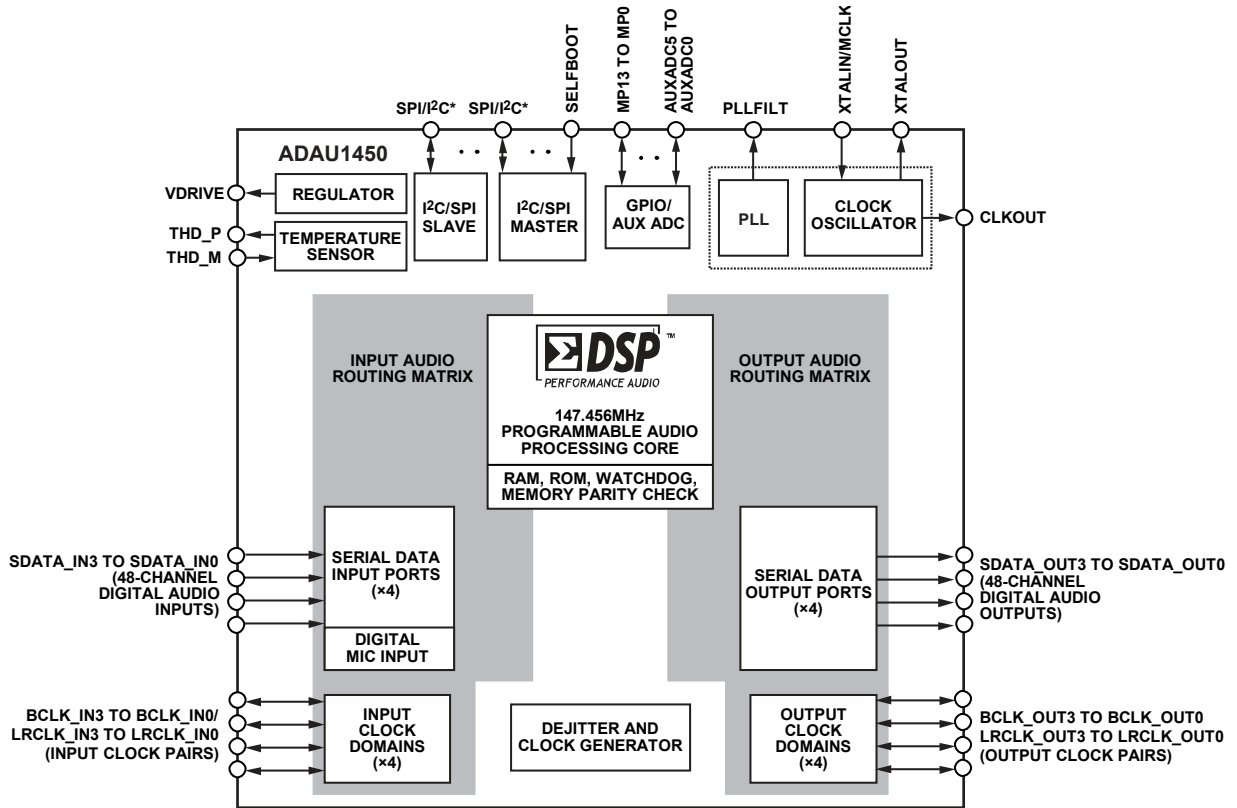 SPI/I2C*
SPI/I2C*
SELFBOOT
MP13 TO MP0
AUXADC5 TO
AUXADC0
PLLFILT
XTALIN/MCLK
XTALOUT
ADAU1450
VDRIVE
REGULATOR
THD_P
THD_M
TEMPERATURE
SENSOR
I2C/SPI
SLAVE
I2C/SPI
MASTER
GPIO/
AUX ADC
PLL
CLOCK
OSCILLATOR
CLKOUT
INPUT AUDIO
ROUTING MATRIX
ΣDSP™
PERFORMANCE AUDIO
147.456MHz
PROGRAMMABLE AUDIO
PROCESSING CORE
RAM, ROM, WATCHDOG,
MEMORY PARITY CHECK
OUTPUT AUDIO
ROUTING MATRIX
SDATA_IN3 TO SDATA_IN0
(48-CHANNEL
DIGITAL AUDIO
INPUTS)
SERIAL DATA
INPUT PORTS
(×4)
DIGITAL
MIC INPUT
SERIAL DATA
OUTPUT PORTS
(×4)
SDATA_OUT3 TO SDATA_OUT0
(48-CHANNEL
DIGITAL AUDIO
OUTPUTS)
BCLK_IN3 TO BCLK_IN0/
LRCLK_IN3 TO LRCLK_IN0
(INPUT CLOCK PAIRS)
INPUT
CLOCK
DOMAINS
(×4)
DEJITTER AND
CLOCK GENERATOR
OUTPUT
CLOCK
DOMAINS
(×4)
BCLK_OUT3 TO BCLK_OUT0
LRCLK_OUT3 TO LRCLK_OUT0
(OUTPUT CLOCK PAIRS)